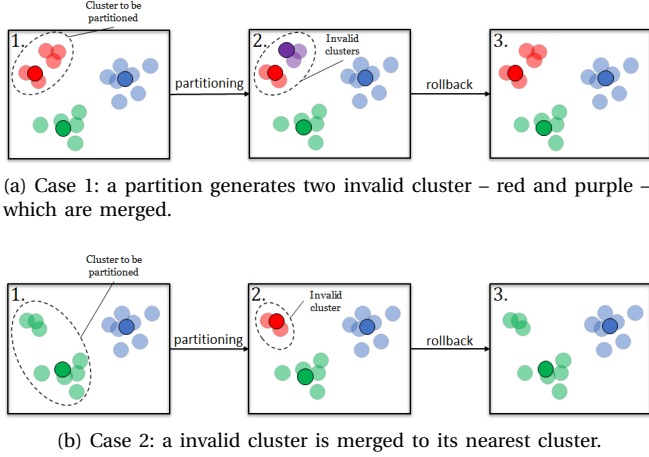 Cluster to be
partitioned
1.
2.
Invalid
clusters
3.
partitioning
rollback
(a) Case 1: a partition generates two invalid cluster – red and purple –
which are merged.
Cluster to be
partitioned
1.
2.
Invalid
cluster
3.
partitioning
rollback
(b) Case 2: a invalid cluster is merged to its nearest cluster.